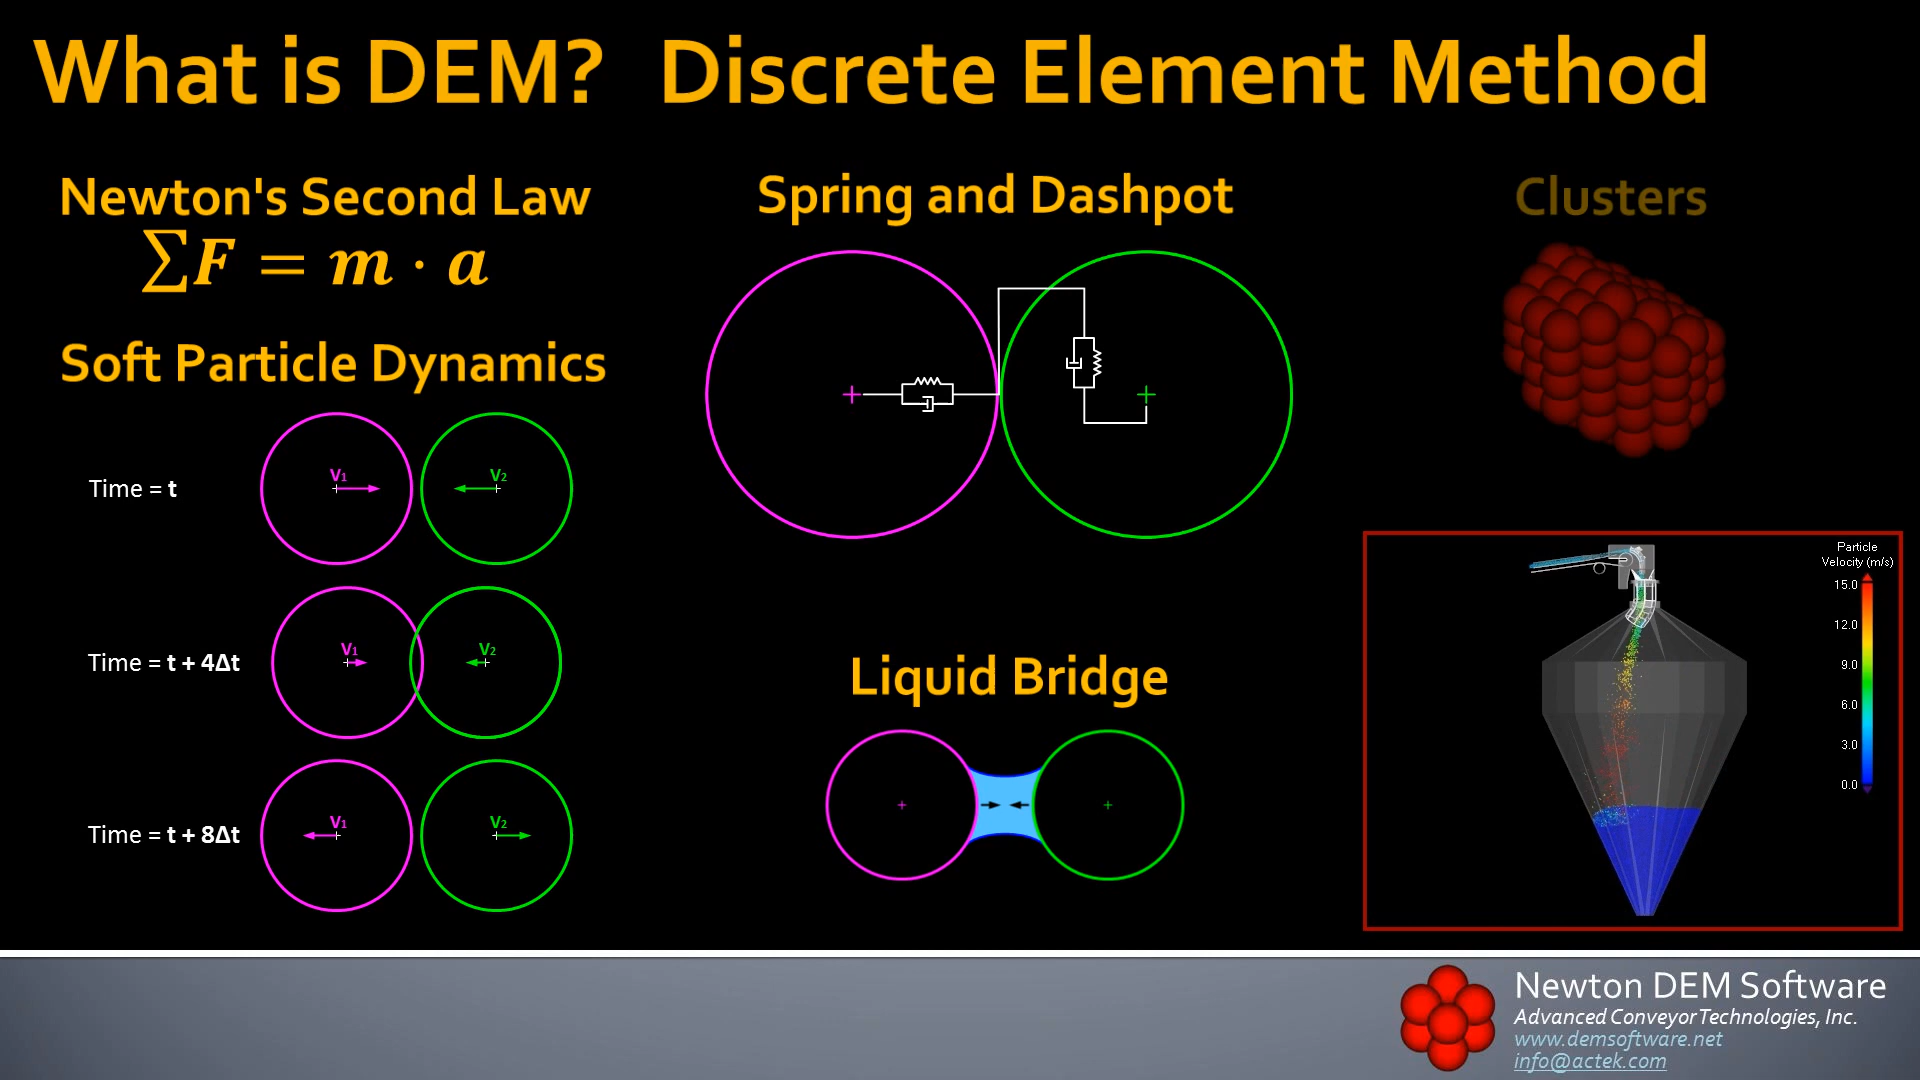 What is DEM? Discrete Element Method
Newton's Second Law
∑F = m · a
Soft Particle Dynamics
Time = t
V1
V2
Time = t + 4Δt
V1
V2
Time = t + 8Δt
V1
V2
Spring and Dashpot
Liquid Bridge
Clusters
Particle
Velocity (m/s)
15.0
12.0
9.0
6.0
3.0
0.0
Newton DEM Software
Advanced Conveyor Technologies, Inc.
www.demsoftware.net
info@actek.com